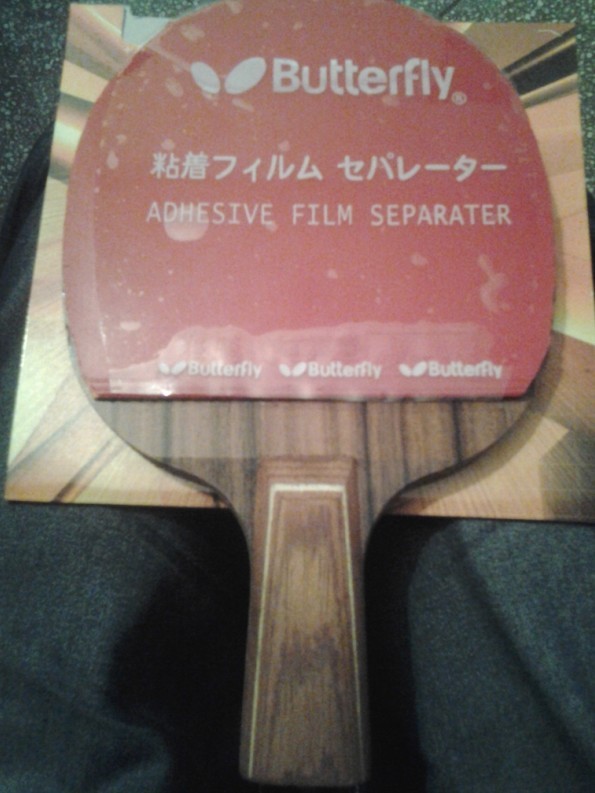 Butterfly®
粘着フィルム セパレーター
ADHESIVE FILM SEPARATER
Butterfly Butterfly Butterfly